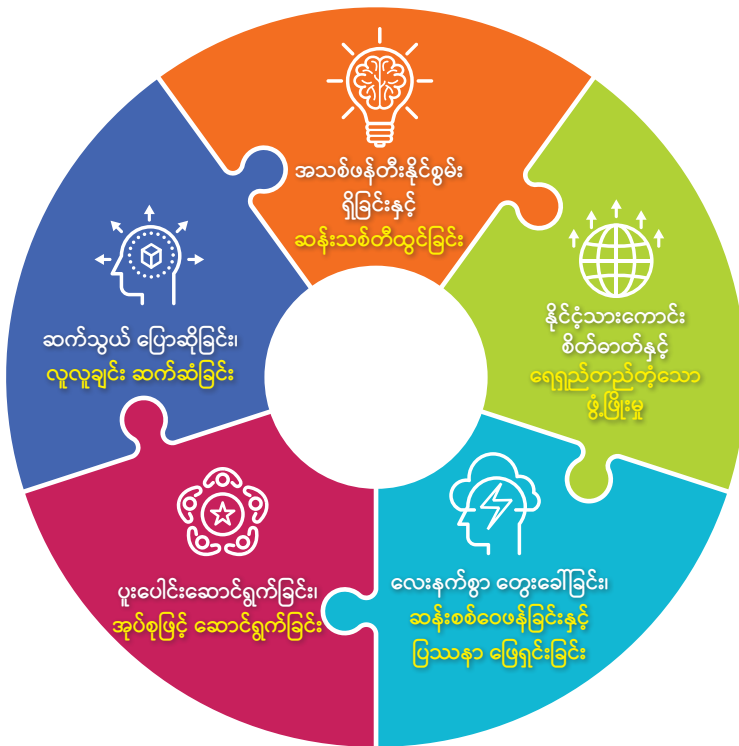 အသစ်ဖန်တီးနိုင်စွမ်း
ရှိခြင်းနှင့်
ဆန်းသစ်တီထွင်ခြင်း
နိုင်ငံ့သားကောင်း
စိတ်ဓာတ်နှင့်
ရေရှည်တည်တံ့သော
ဖွံ့ဖြိုးမှု
လေးနက်စွာ တွေးခေါ်ခြင်း၊
ဆန်းစစ်ဝေဖန်ခြင်းနှင့်
ပြဿနာ ဖြေရှင်းခြင်း
ပူးပေါင်းဆောင်ရွက်ခြင်း၊
အုပ်စုဖြင့် ဆောင်ရွက်ခြင်း
ဆက်သွယ် ပြောဆိုခြင်း၊
လူလူချင်း ဆက်ဆံခြင်း